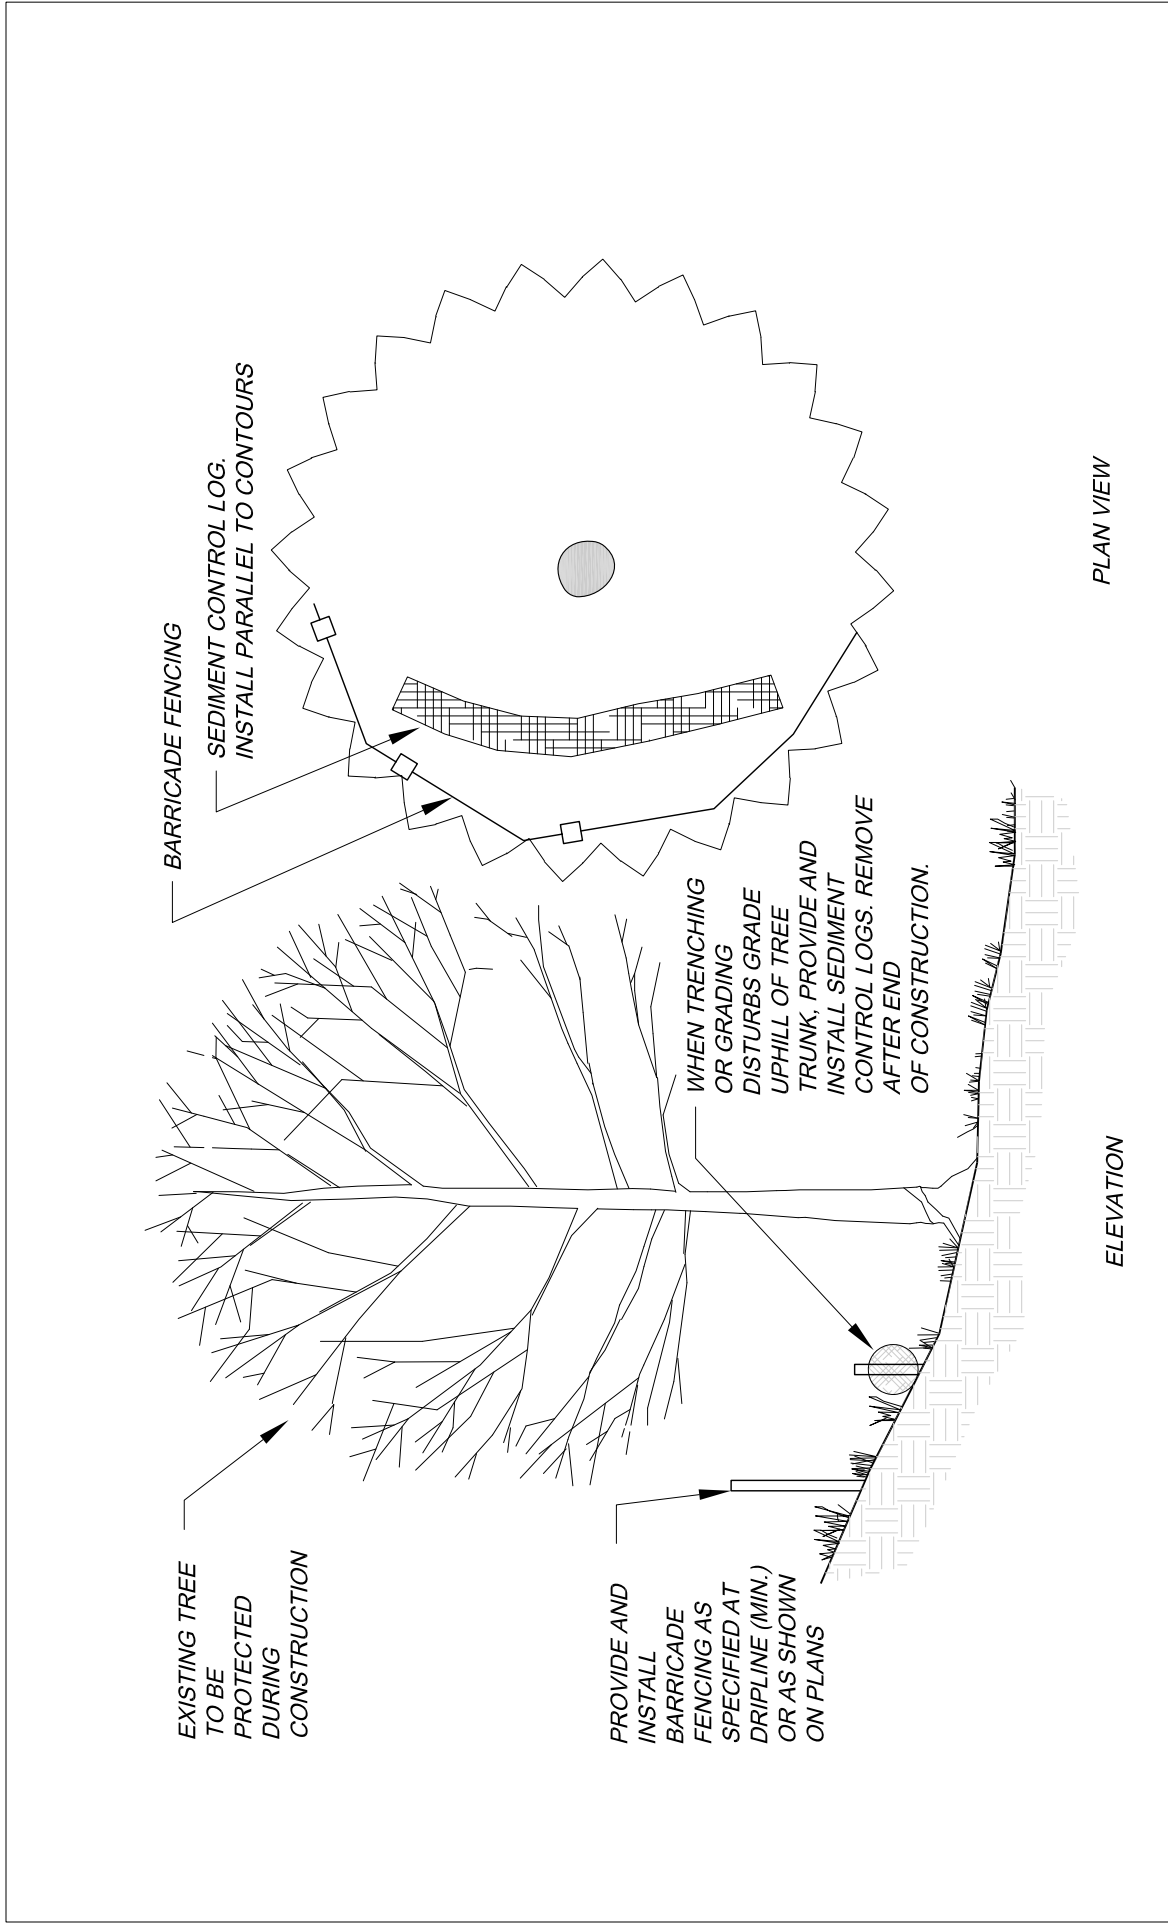 EXISTING TREE
TO BE
PROTECTED
DURING
CONSTRUCTION
PROVIDE AND
INSTALL
BARRICADE
FENCING AS
SPECIFIED AT
DRIPLINE (MIN.)
OR AS SHOWN
ON PLANS
WHEN TRENCHING
OR GRADING
DISTURBS GRADE
UPHILL OF TREE
TRUNK, PROVIDE AND
INSTALL SEDIMENT
CONTROL LOGS. REMOVE
AFTER END
OF CONSTRUCTION.
BARRICADE FENCING
SEDIMENT CONTROL LOG.
INSTALL PARALLEL TO CONTOURS
ELEVATION
PLAN VIEW